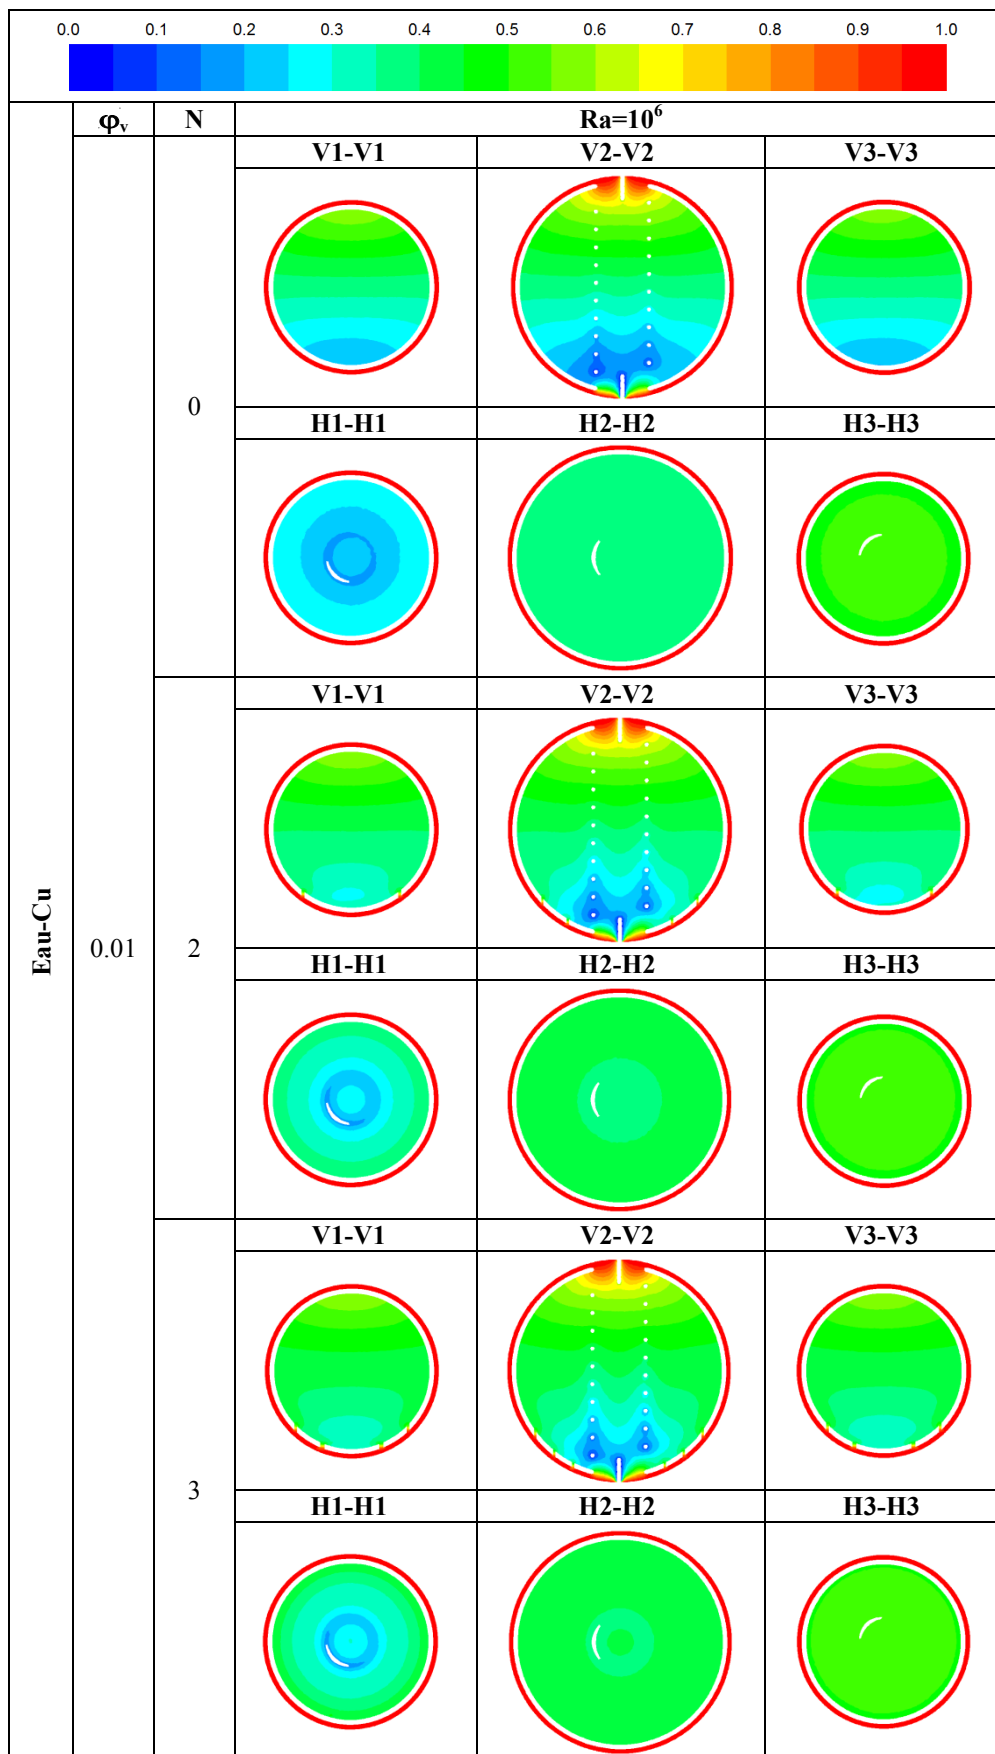 0.0 0.1 0.2 0.3 0.4 0.5 0.6 0.7 0.8 0.9 1.0
φv N Ra=10⁶
V1-V1 V2-V2 V3-V3
0
H1-H1 H2-H2 H3-H3
V1-V1 V2-V2 V3-V3
Eau-Cu
0.01 2
H1-H1 H2-H2 H3-H3
V1-V1 V2-V2 V3-V3
3
H1-H1 H2-H2 H3-H3